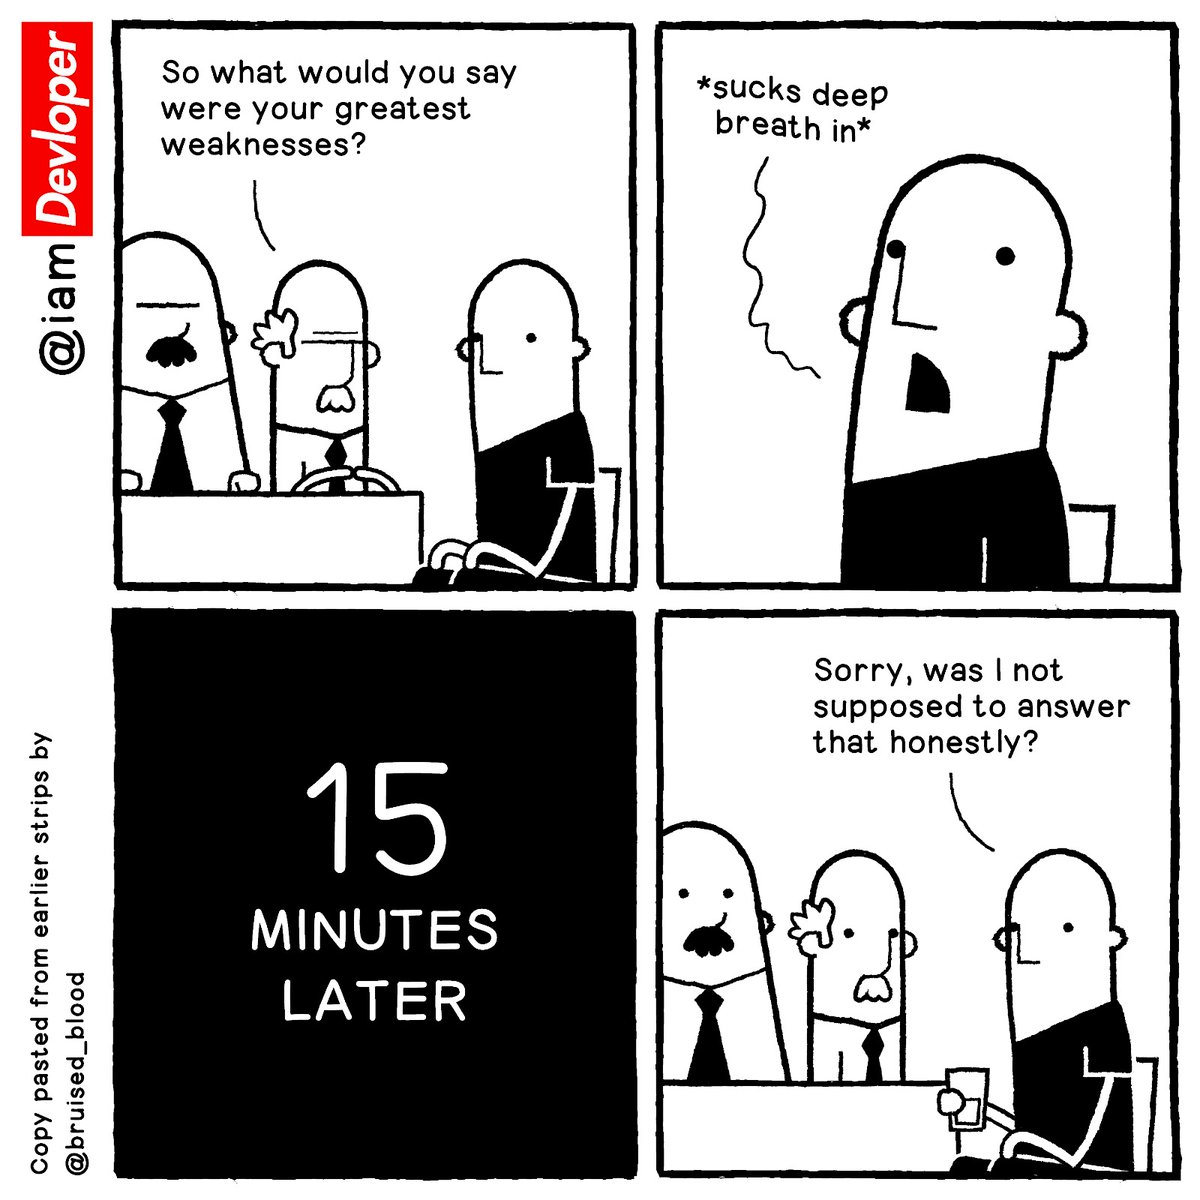 @iam Devloper
So what would you say
were your greatest
weaknesses?
*sucks deep
breath in*
15
MINUTES
LATER
Sorry, was I not
supposed to answer
that honestly?
Copy pasted from earlier strips by
@bruised_blood